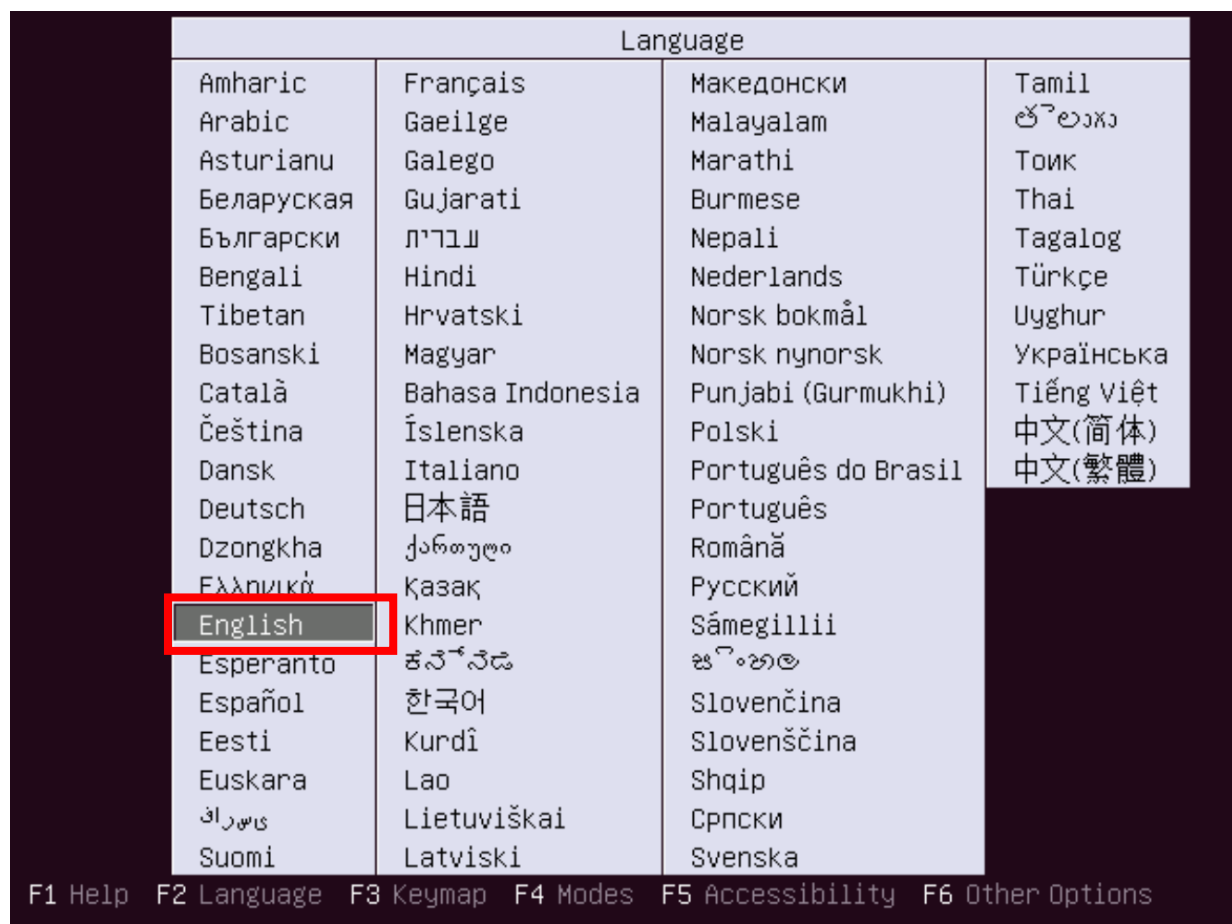 Language
Amharic
Arabic
Asturianu
Беларуская
Български
Bengali
Tibetan
Bosanski
Català
Čeština
Dansk
Deutsch
Dzongkha
Ελληνικά
English
Esperanto
Español
Eesti
Euskara
فارسی
Suomi
Français
Gaeilge
Galego
Gujarati
עברית
Hindi
Hrvatski
Magyar
Bahasa Indonesia
Íslenska
Italiano
日本語
ქართული
Қазақ
Khmer
ಕನ್ನಡ
한국어
Kurdî
Lao
Lietuviškai
Latviski
Македонски
Malayalam
Marathi
Burmese
Nepali
Nederlands
Norsk bokmål
Norsk nynorsk
Punjabi (Gurmukhi)
Polski
Português do Brasil
Português
Română
Русский
Sámegillii
සිංහල
Slovenčina
Slovenščina
Shqip
Српски
Svenska
Tamil
తెలుగు
Тоик
Thai
Tagalog
Türkçe
Uyghur
Українська
Tiếng Việt
中文(简体)
中文(繁體)
F1 Help F2 Language F3 Keymap F4 Modes F5 Accessibility F6 Other Options